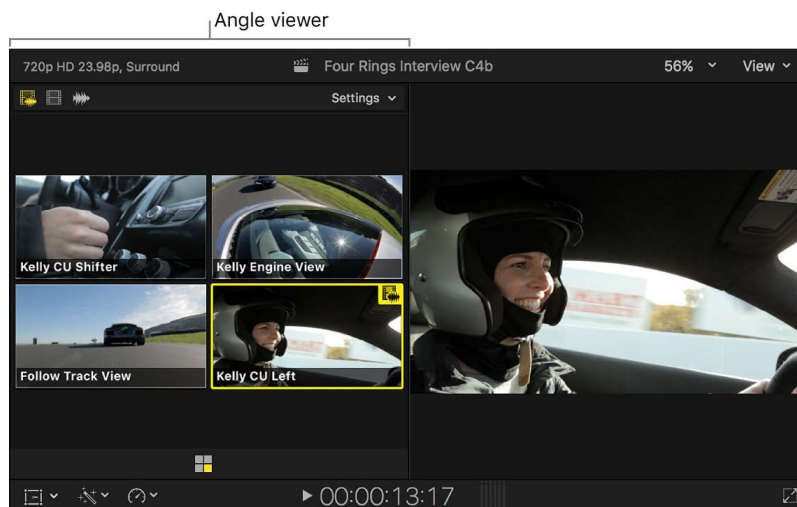 Angle viewer
720p HD 23.98p, Surround
Four Rings Interview C4b
56%
View
Settings
Kelly CU Shifter
Kelly Engine View
Follow Track View
Kelly CU Left
00:00:13:17